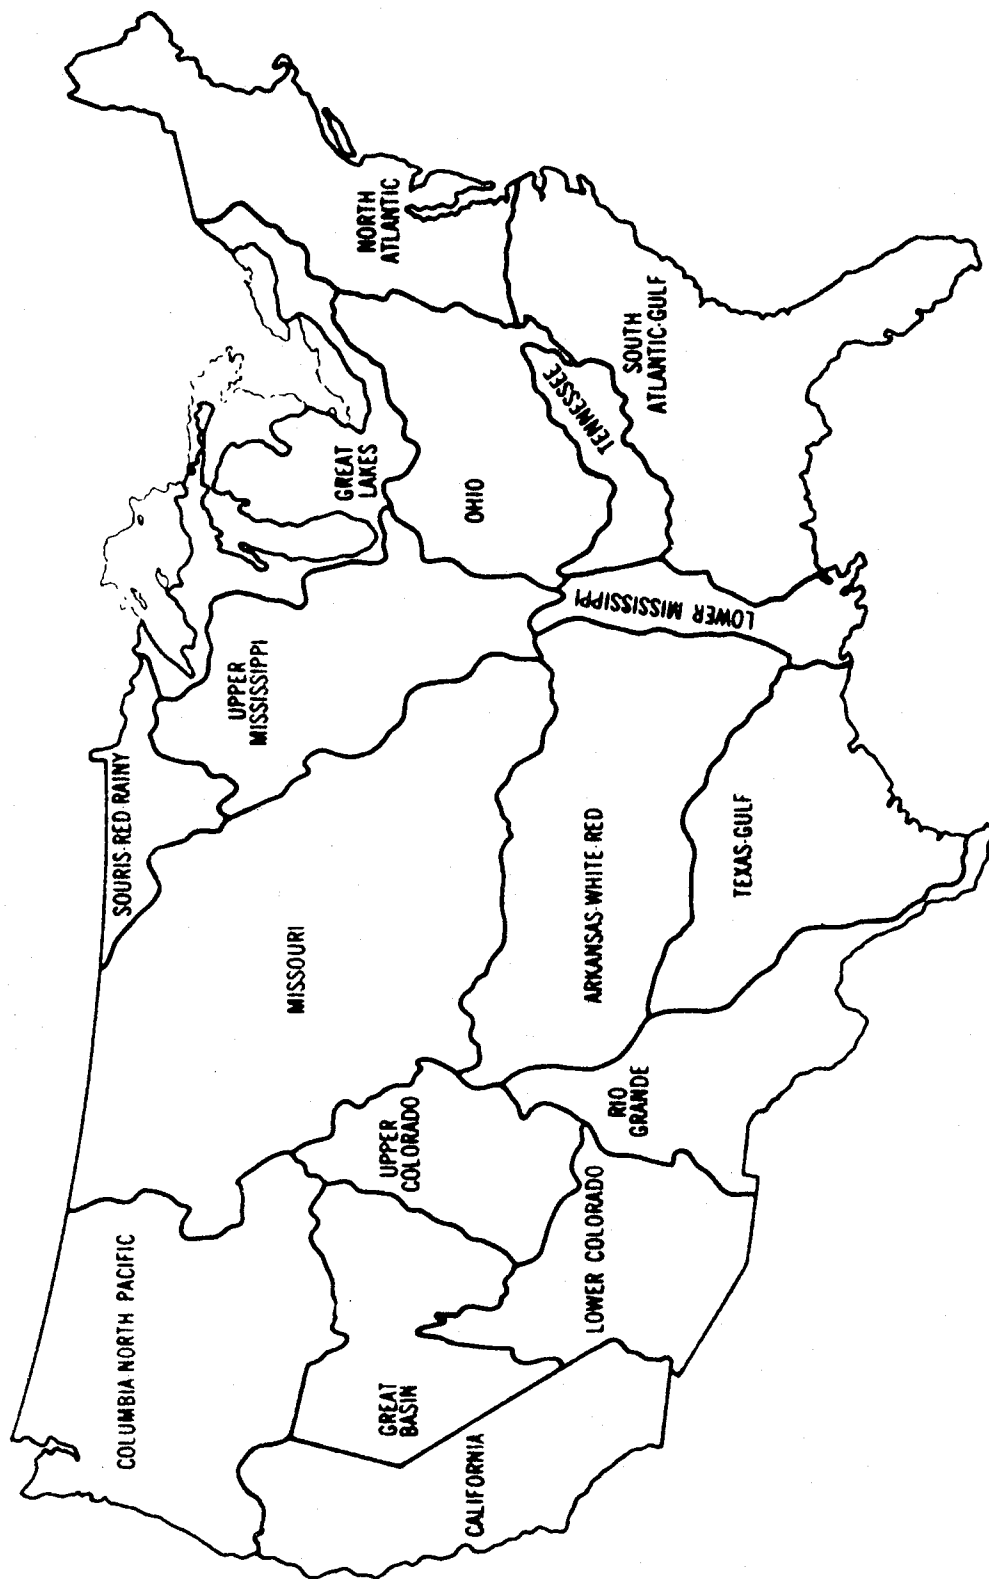 COLUMBIA-NORTH PACIFIC
GREAT
BASIN
CALIFORNIA
UPPER
COLORADO
LOWER COLORADO
RIO
GRANDE
MISSOURI
SOURIS-RED-RAINY
ARKANSAS-WHITE-RED
TEXAS-GULF
UPPER
MISSISSIPPI
LOWER MISSISSIPPI
GREAT
LAKES
OHIO
TENNESSEE
NORTH
ATLANTIC
SOUTH
ATLANTIC-GULF